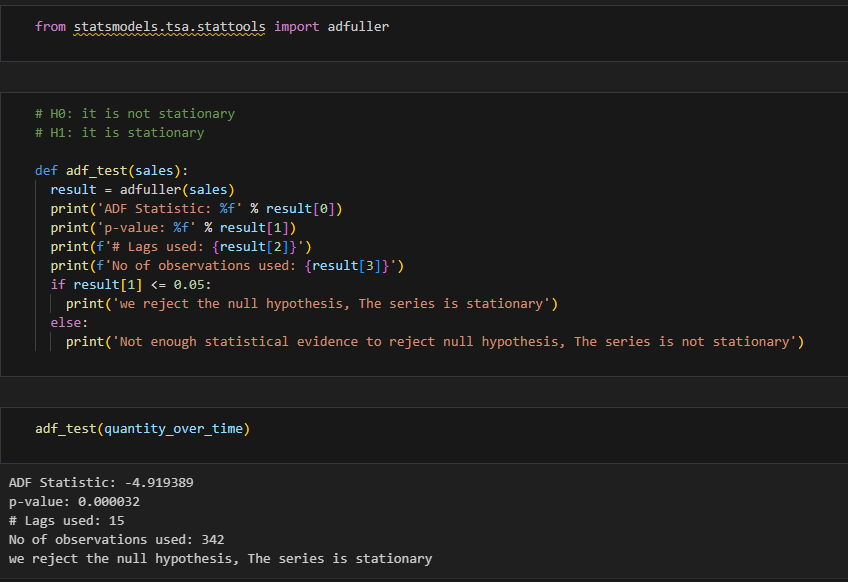 from statsmodels.tsa.stattools import adfuller
# H0: it is not stationary
# H1: it is stationary
def adf_test(sales):
  result = adfuller(sales)
  print('ADF Statistic: %f' % result[0])
  print('p-value: %f' % result[1])
  print(f'# Lags used: {result[2]}')
  print(f'No of observations used: {result[3]}')
  if result[1] <= 0.05:
    print('we reject the null hypothesis, The series is stationary')
  else:
    print('Not enough statistical evidence to reject null hypothesis, The series is not stationary')
adf_test(quantity_over_time)
ADF Statistic: -4.919389
p-value: 0.000032
# Lags used: 15
No of observations used: 342
we reject the null hypothesis, The series is stationary